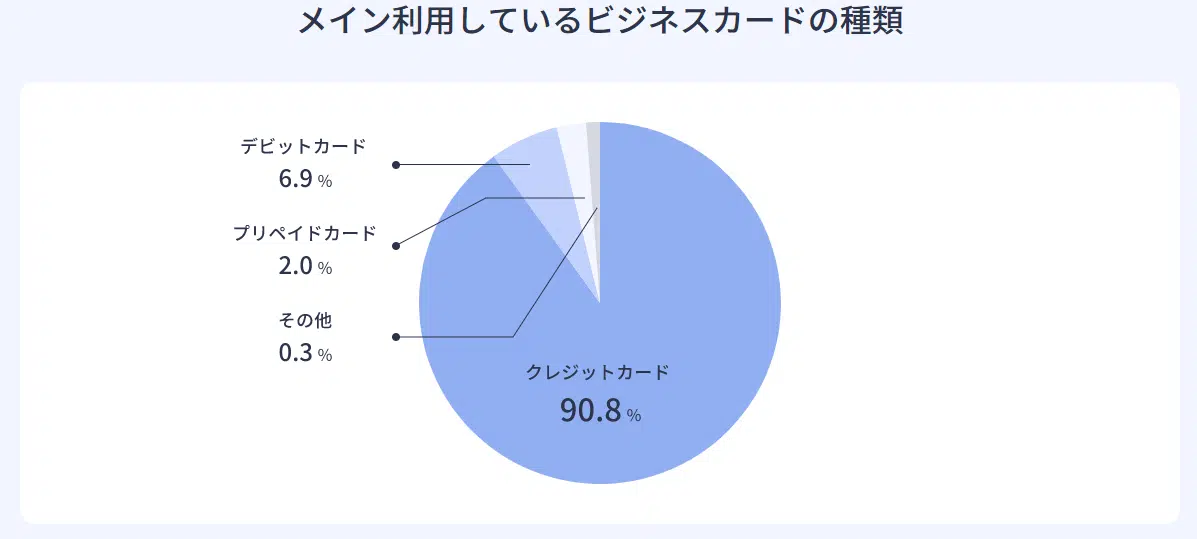 メイン利用しているビジネスカードの種類
デビットカード
6.9 %
プリペイドカード
2.0 %
その他
0.3 %
クレジットカード
90.8 %